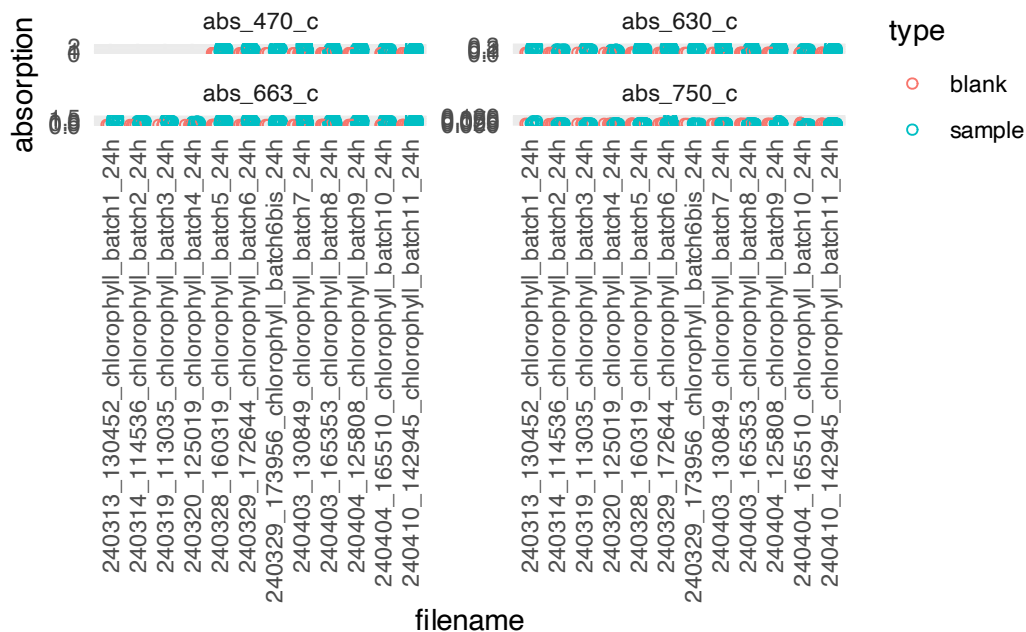 abs_470_c
abs_630_c
abs_663_c
abs_750_c
absorption
type
blank
sample
240313_130452_chlorophyll_batch1_24h
240314_114536_chlorophyll_batch2_24h
240319_113035_chlorophyll_batch3_24h
240320_125019_chlorophyll_batch4_24h
240328_160319_chlorophyll_batch5_24h
240329_172644_chlorophyll_batch6_24h
240329_173956_chlorophyll_batch6bis_24h
240403_130849_chlorophyll_batch7_24h
240403_165353_chlorophyll_batch8_24h
240404_125808_chlorophyll_batch9_24h
240404_165510_chlorophyll_batch10_24h
240410_142945_chlorophyll_batch11_24h
240313_130452_chlorophyll_batch1_24h
240314_114536_chlorophyll_batch2_24h
240319_113035_chlorophyll_batch3_24h
240320_125019_chlorophyll_batch4_24h
240328_160319_chlorophyll_batch5_24h
240329_172644_chlorophyll_batch6_24h
240329_173956_chlorophyll_batch6bis_24h
240403_130849_chlorophyll_batch7_24h
240403_165353_chlorophyll_batch8_24h
240404_125808_chlorophyll_batch9_24h
240404_165510_chlorophyll_batch10_24h
240410_142945_chlorophyll_batch11_24h
filename